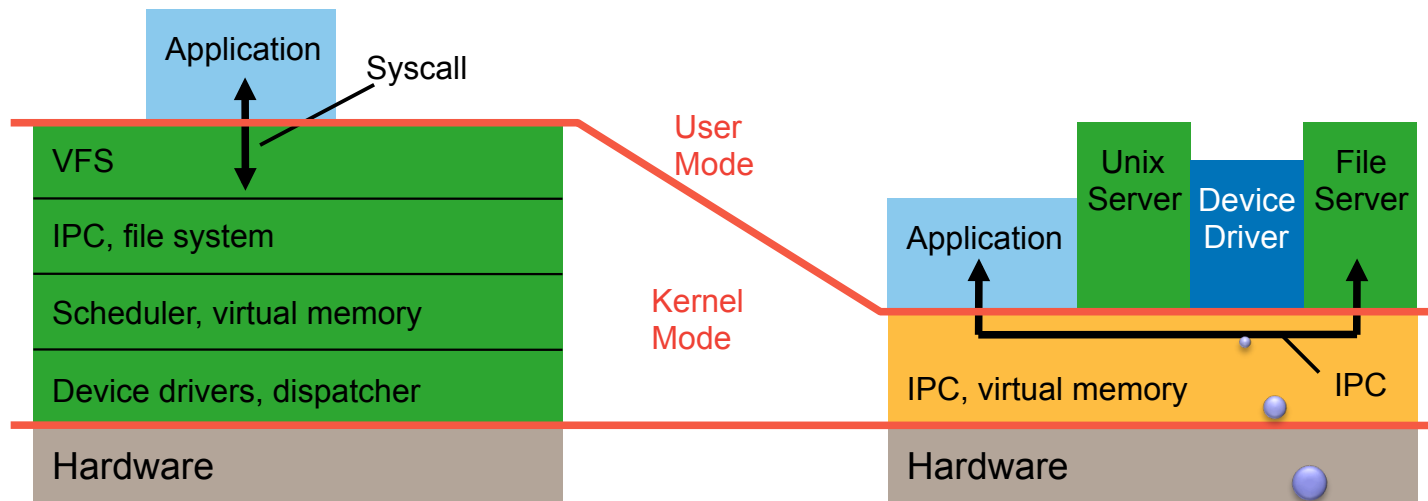 Application
Syscall
VFS
IPC, file system
Scheduler, virtual memory
Device drivers, dispatcher
Hardware
User
Mode
Kernel
Mode
Application
Unix
Server
Device
Driver
File
Server
IPC, virtual memory
IPC
Hardware